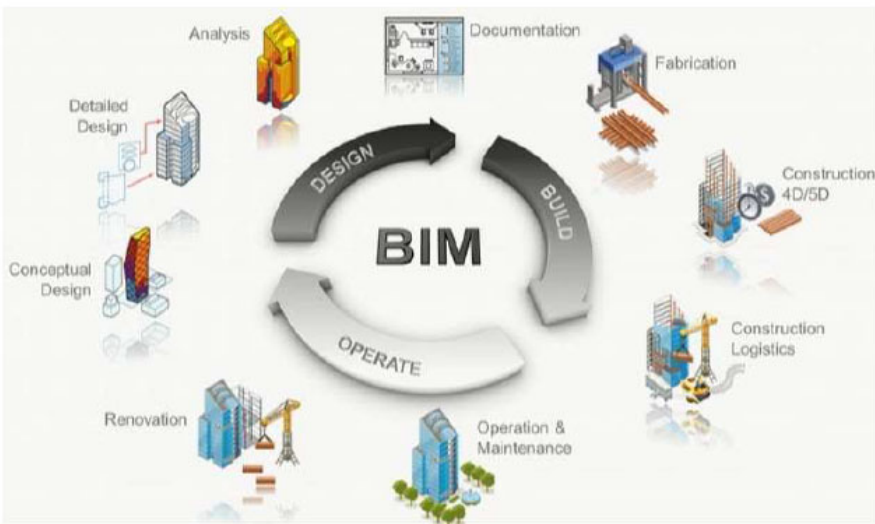 Analysis
Documentation
Fabrication
Detailed
Design
DESIGN
BUILD
Construction
4D/5D
BIM
Conceptual
Design
Construction
Logistics
OPERATE
Renovation
Operation &
Maintenance